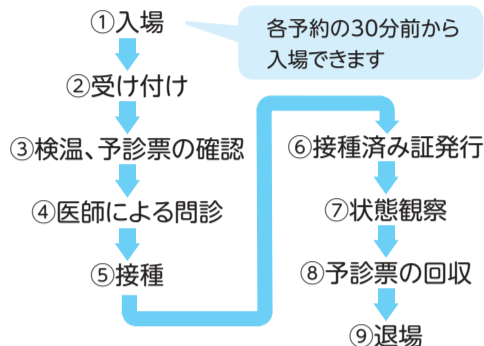 ①入場
各予約の30分前から
入場できます
②受け付け
③検温、予診票の確認
④医師による問診
⑤接種
⑥接種済み証発行
⑦状態観察
⑧予診票の回収
⑨退場